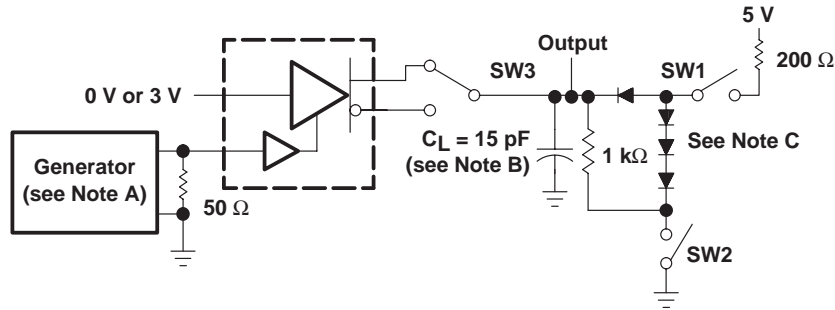 5 V
200 Ω
Output
SW3
SW1
0 V or 3 V
C_L = 15 pF
(see Note B)
1 kΩ
See Note C
Generator
(see Note A)
50 Ω
SW2